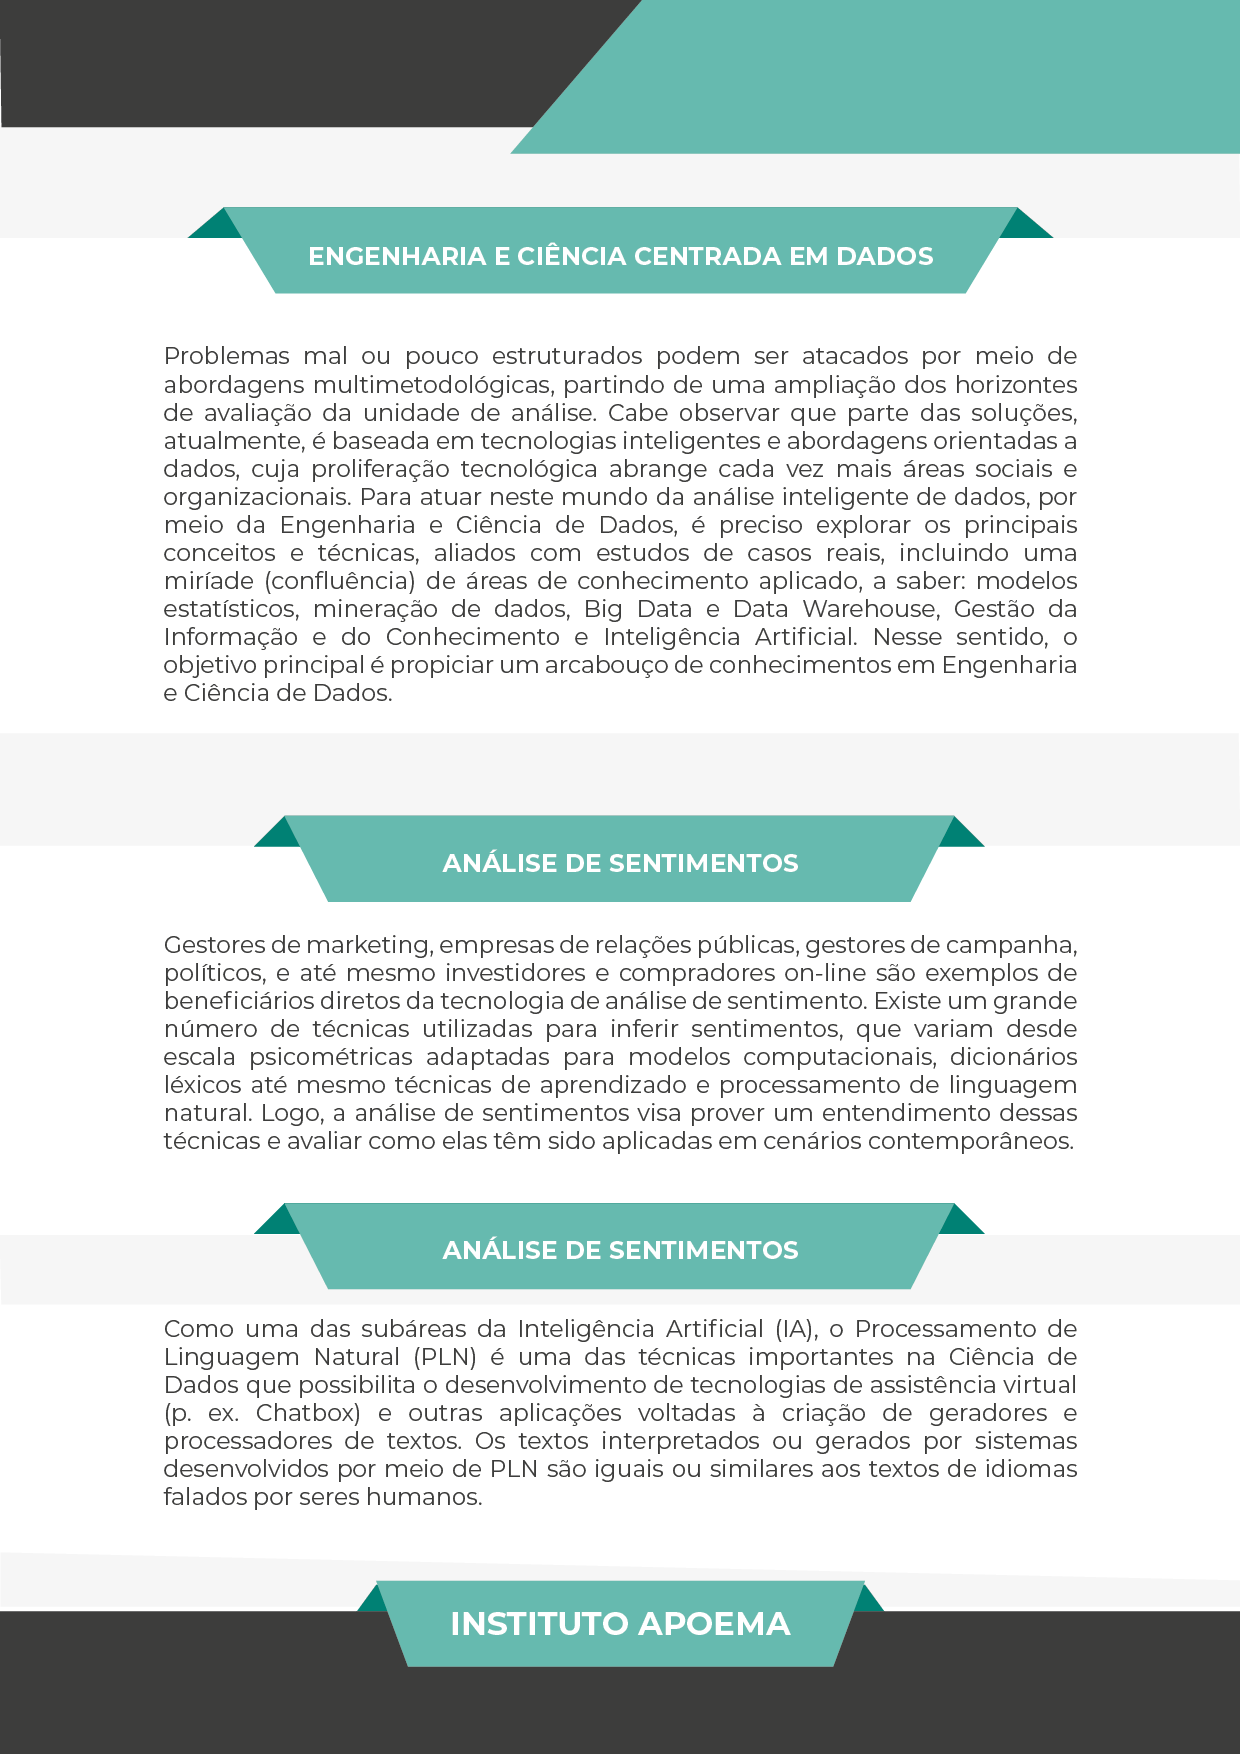 ENGENHARIA E CIÊNCIA CENTRADA EM DADOS
Problemas mal ou pouco estruturados podem ser atacados por meio de
abordagens multimetodológicas, partindo de uma ampliação dos horizontes
de avaliação da unidade de análise. Cabe observar que parte das soluções,
atualmente, é baseada em tecnologias inteligentes e abordagens orientadas a
dados, cuja proliferação tecnológica abrange cada vez mais áreas sociais e
organizacionais. Para atuar neste mundo da análise inteligente de dados, por
meio da Engenharia e Ciência de Dados, é preciso explorar os principais
conceitos e técnicas, aliados com estudos de casos reais, incluindo uma
miríade (confluência) de áreas de conhecimento aplicado, a saber: modelos
estatísticos, mineração de dados, Big Data e Data Warehouse, Gestão da
Informação e do Conhecimento e Inteligência Artificial. Nesse sentido, o
objetivo principal é propiciar um arcabouço de conhecimentos em Engenharia
e Ciência de Dados.
ANÁLISE DE SENTIMENTOS
Gestores de marketing, empresas de relações públicas, gestores de campanha,
políticos, e até mesmo investidores e compradores on-line são exemplos de
beneficiários diretos da tecnologia de análise de sentimento. Existe um grande
número de técnicas utilizadas para inferir sentimentos, que variam desde
escala psicométricas adaptadas para modelos computacionais, dicionários
léxicos até mesmo técnicas de aprendizado e processamento de linguagem
natural. Logo, a análise de sentimentos visa prover um entendimento dessas
técnicas e avaliar como elas têm sido aplicadas em cenários contemporâneos.
ANÁLISE DE SENTIMENTOS
Como uma das subáreas da Inteligência Artificial (IA), o Processamento de
Linguagem Natural (PLN) é uma das técnicas importantes na Ciência de
Dados que possibilita o desenvolvimento de tecnologias de assistência virtual
(p. ex. Chatbox) e outras aplicações voltadas à criação de geradores e
processadores de textos. Os textos interpretados ou gerados por sistemas
desenvolvidos por meio de PLN são iguais ou similares aos textos de idiomas
falados por seres humanos.
INSTITUTO APOEMA